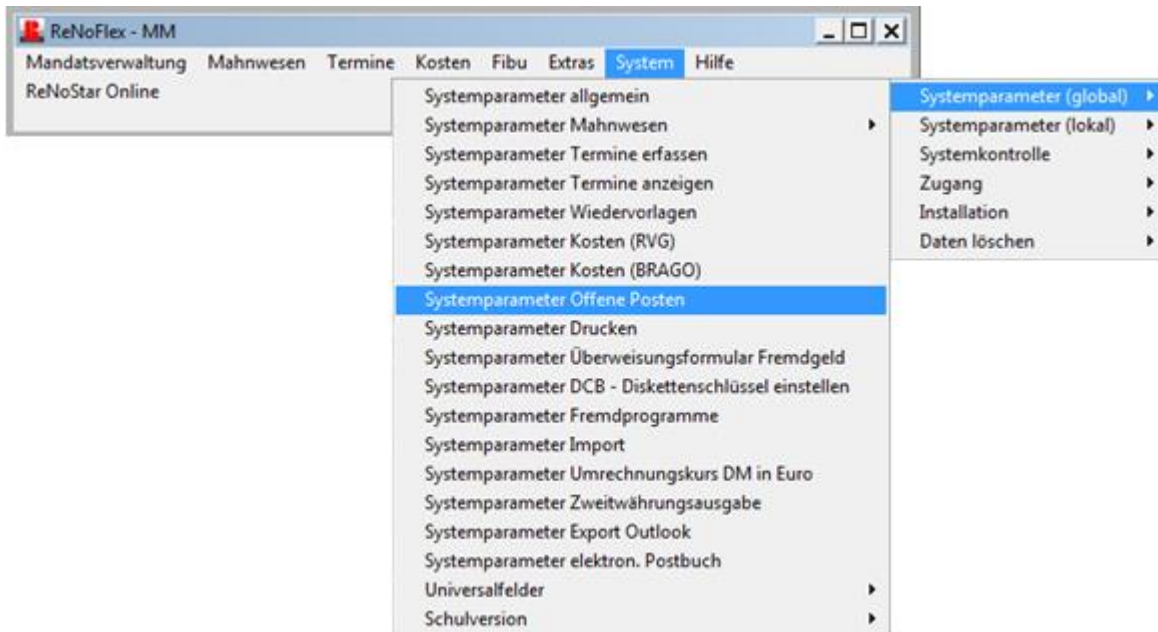 ReNoFlex - MM
Mandatsverwaltung Mahnwesen Termine Kosten Fibu Extras System Hilfe
ReNoStar Online
Systemparameter (global)
Systemparameter (lokal)
Systemkontrolle
Zugang
Installation
Daten löschen
Systemparameter allgemein
Systemparameter Mahnwesen
Systemparameter Termine erfassen
Systemparameter Termine anzeigen
Systemparameter Wiedervorlagen
Systemparameter Kosten (RVG)
Systemparameter Kosten (BRAGO)
Systemparameter Offene Posten
Systemparameter Drucken
Systemparameter Überweisungsformular Fremdgeld
Systemparameter DCB - Diskettenschlüssel einstellen
Systemparameter Fremdprogramme
Systemparameter Import
Systemparameter Umrechnungskurs DM in Euro
Systemparameter Zweitwährungsausgabe
Systemparameter Export Outlook
Systemparameter elektron. Postbuch
Universalfelder
Schulversion